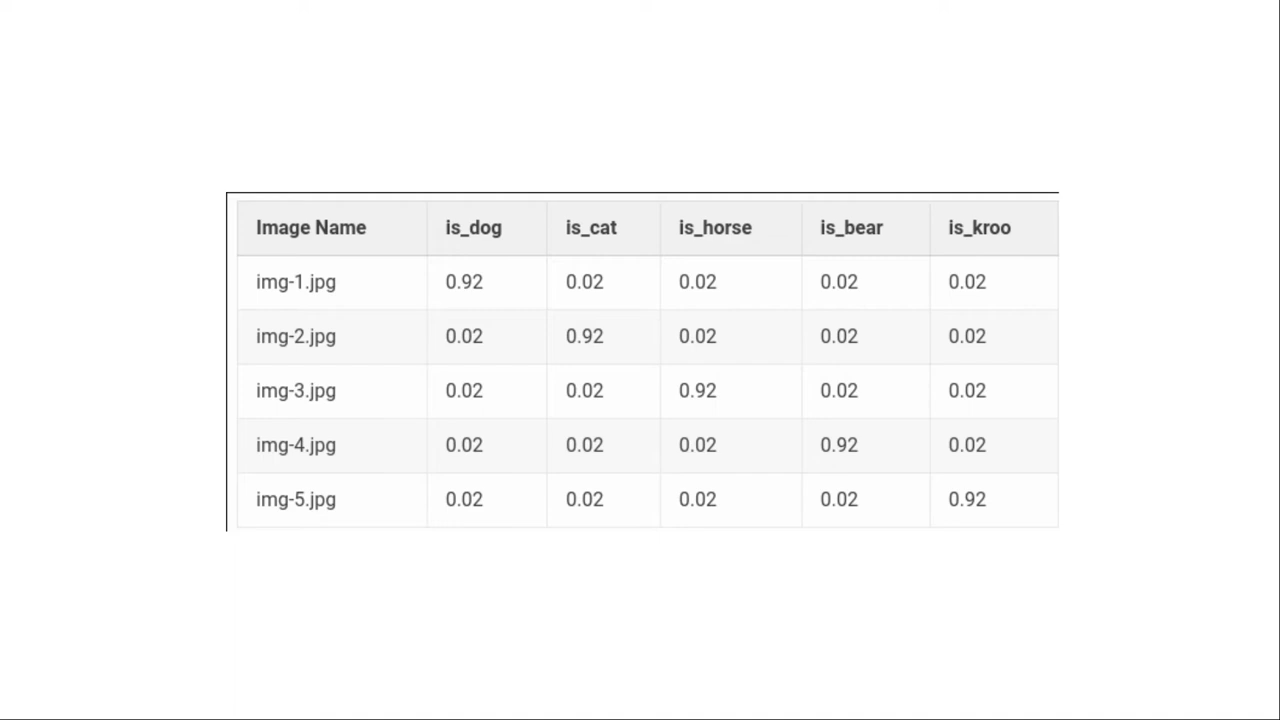 Image Name is_dog is_cat is_horse is_bear is_kroo
img-1.jpg 0.92 0.02 0.02 0.02 0.02
img-2.jpg 0.02 0.92 0.02 0.02 0.02
img-3.jpg 0.02 0.02 0.92 0.02 0.02
img-4.jpg 0.02 0.02 0.02 0.92 0.02
img-5.jpg 0.02 0.02 0.02 0.02 0.92